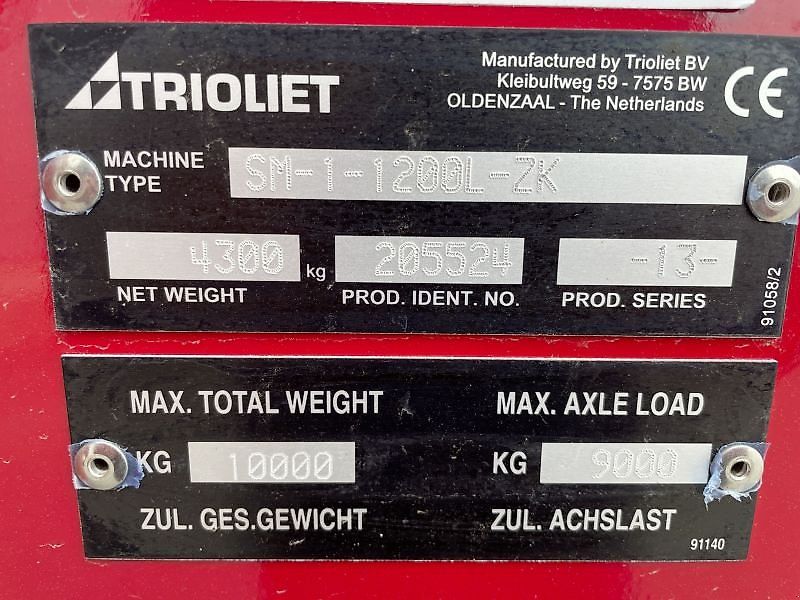 TRIOLIET
Manufactured by Trioliet BV
Kleibultweg 59 - 7575 BW
OLDENZAAL - The Netherlands
CE
MACHINE TYPE SM-1-1200L-ZK
4300 kg 205524 -13-
NET WEIGHT PROD. IDENT. NO. PROD. SERIES
91058/2
MAX. TOTAL WEIGHT MAX. AXLE LOAD
KG 10000 KG 9000
ZUL. GES.GEWICHT ZUL. ACHSLAST
91140